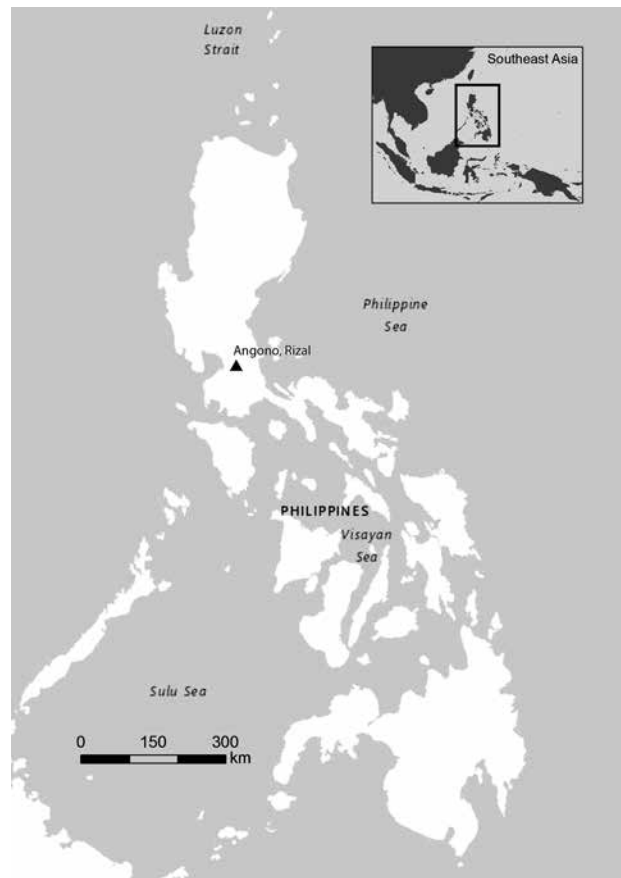 Luzon
Strait
Southeast Asia
Philippine
Sea
Angono, Rizal
PHILIPPINES
Visayan
Sea
Sulu Sea
0 150 300
km